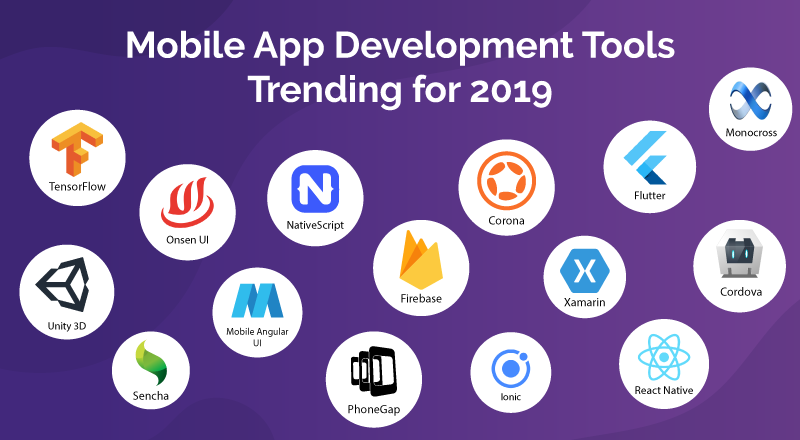 Mobile App Development Tools
Trending for 2019
Monocross
TensorFlow
Onsen UI
NativeScript
Corona
Flutter
Unity 3D
Mobile Angular
UI
Firebase
Xamarin
Cordova
Sencha
PhoneGap
Ionic
React Native